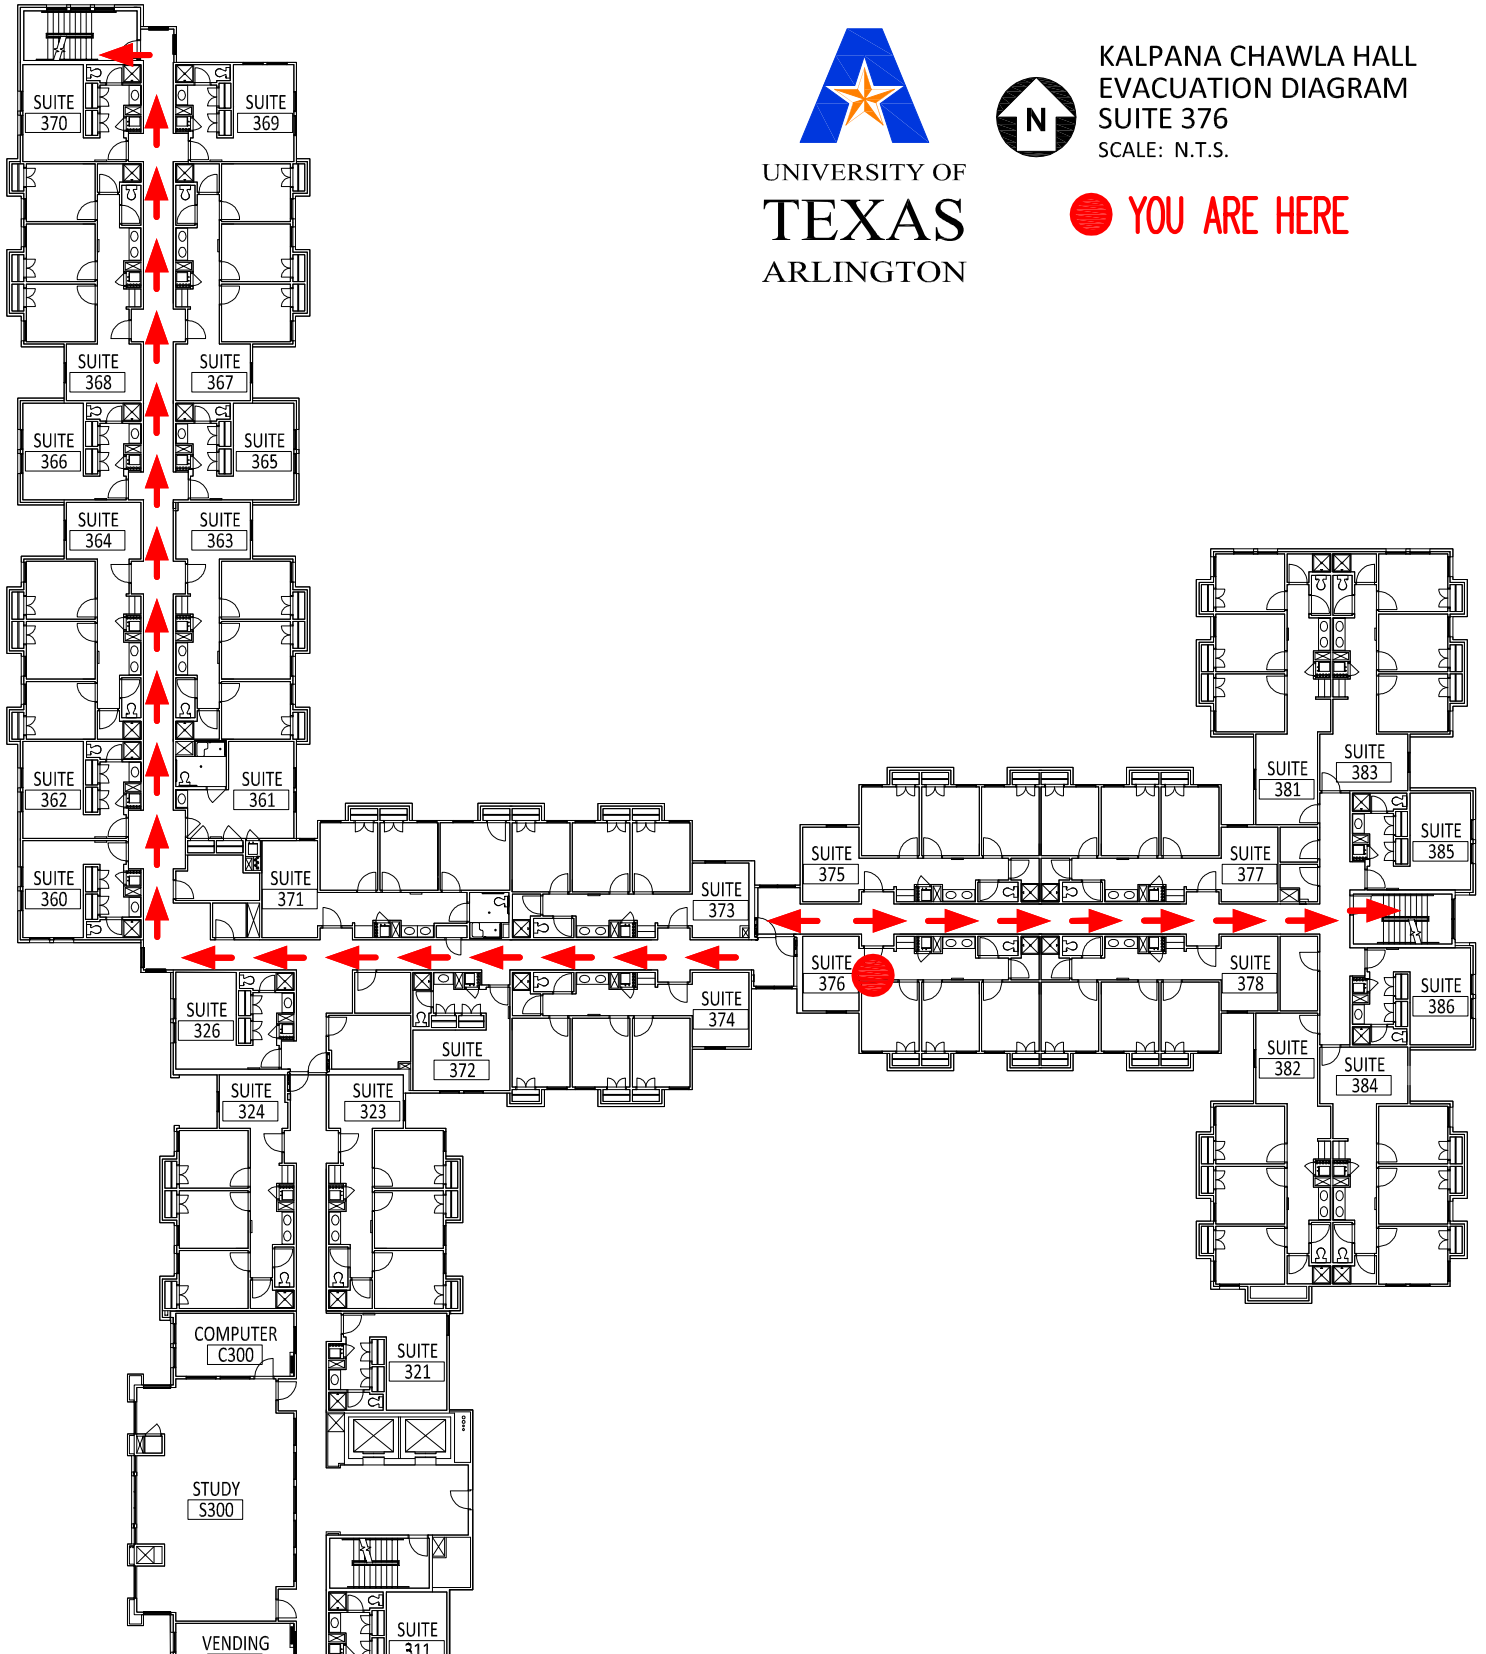 KALPANA CHAWLA HALL
EVACUATION DIAGRAM
SUITE 376
SCALE: N.T.S.
N
YOU ARE HERE
UNIVERSITY OF
TEXAS
ARLINGTON
SUITE
370
SUITE
369
SUITE
368
SUITE
367
SUITE
366
SUITE
365
SUITE
364
SUITE
363
SUITE
362
SUITE
361
SUITE
360
SUITE
371
SUITE
373
SUITE
375
SUITE
377
SUITE
381
SUITE
383
SUITE
385
SUITE
326
SUITE
372
SUITE
374
SUITE
376
SUITE
378
SUITE
382
SUITE
384
SUITE
386
SUITE
324
SUITE
323
COMPUTER
C300
SUITE
321
STUDY
S300
VENDING
SUITE
311